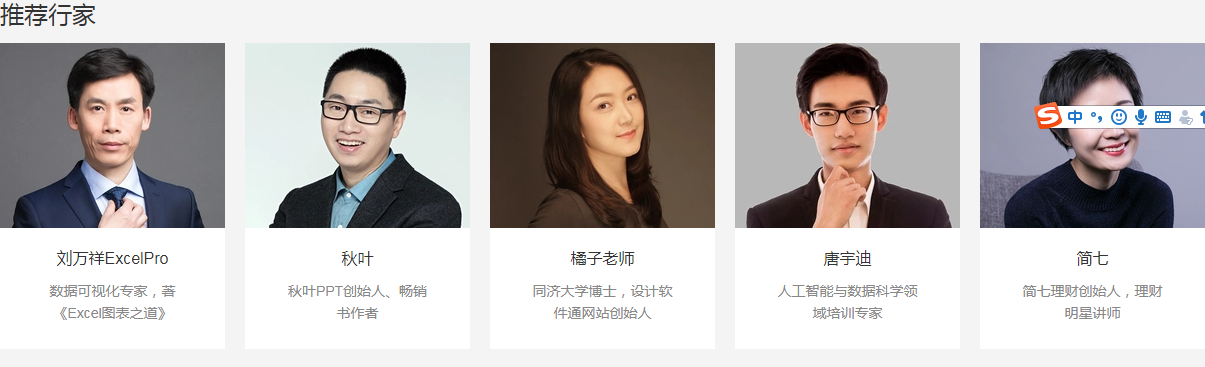 推荐行家
刘万祥ExcelPro
数据可视化专家，著
《Excel图表之道》
秋叶
秋叶PPT创始人、畅销
书作者
橘子老师
同济大学博士，设计软
件通网站创始人
唐宇迪
人工智能与数据科学领
域培训专家
简七
简七理财创始人，理财
明星讲师
S中